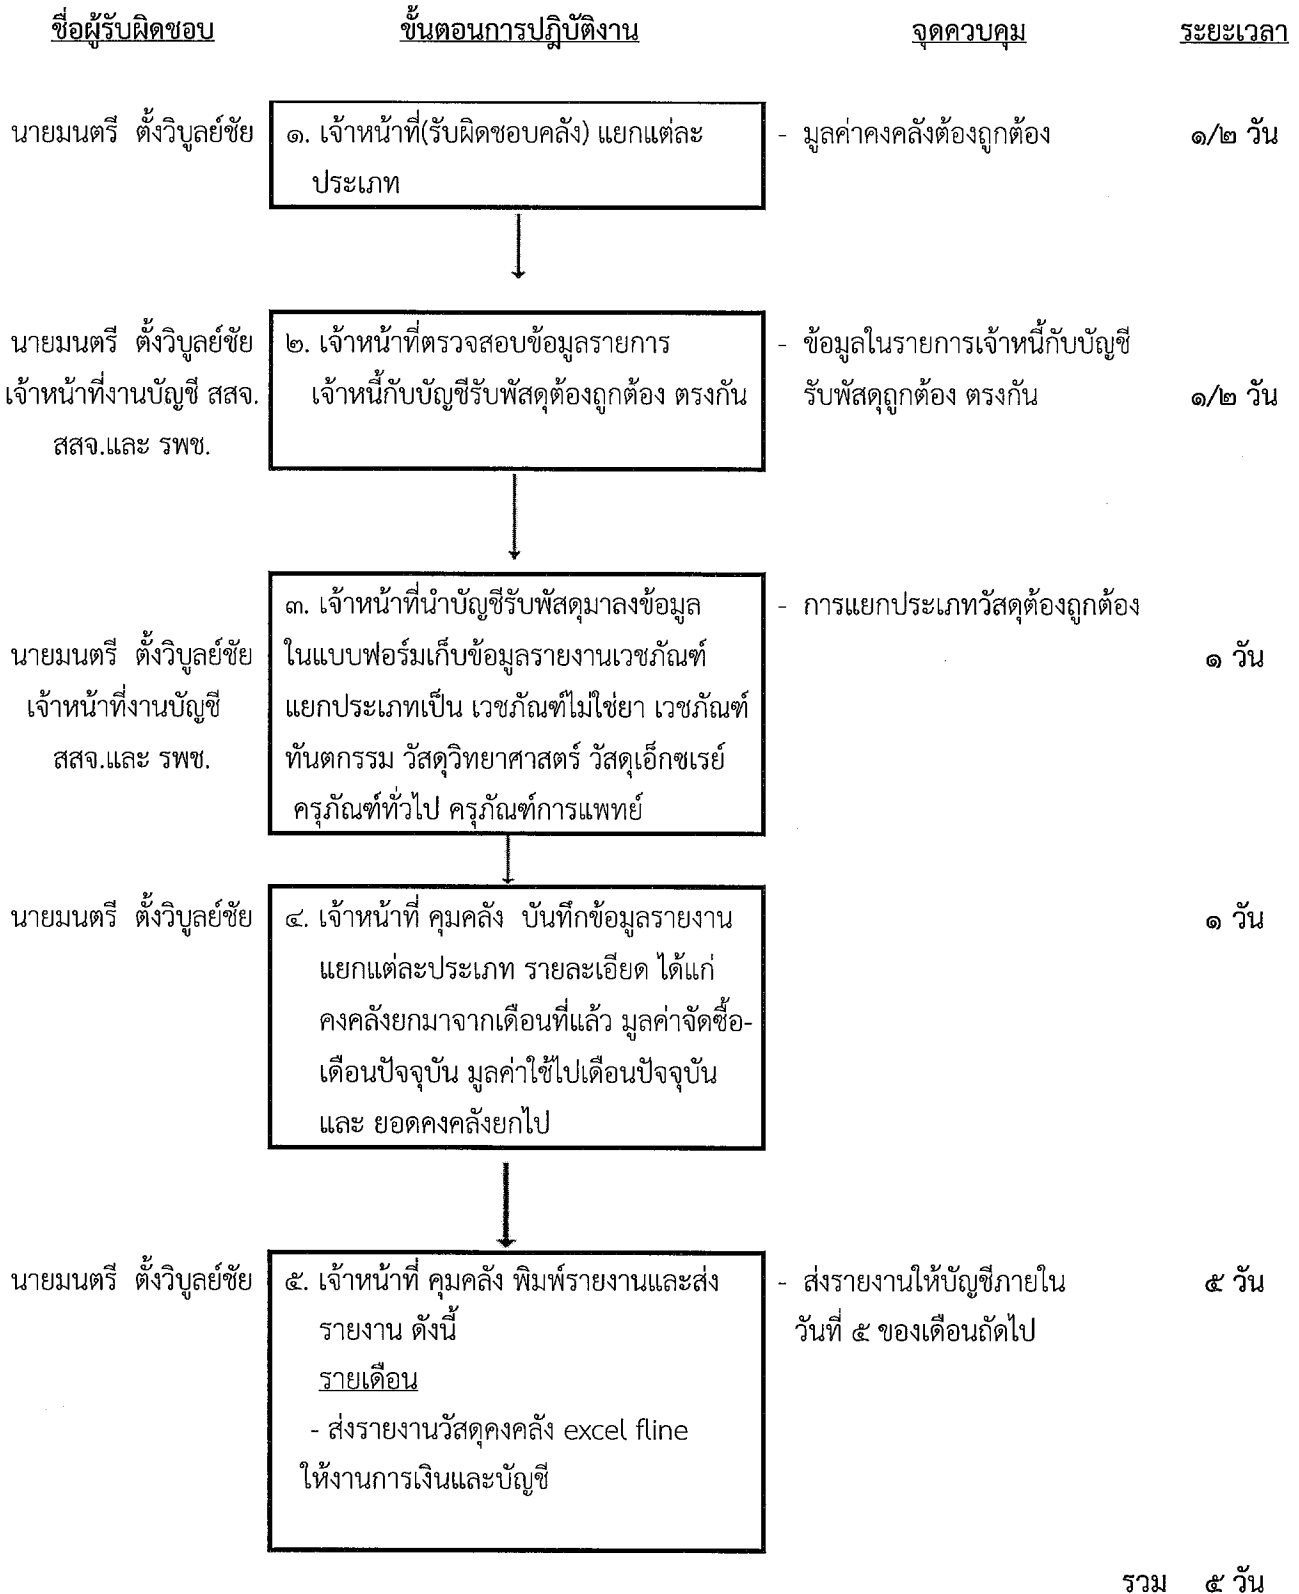 ชื่อผู้รับผิดชอบ ขั้นตอนการปฏิบัติงาน จุดควบคุม ระยะเวลา
นายมนตรี ตั้งวิบูลย์ชัย ๑. เจ้าหน้าที่(รับผิดชอบคลัง) แยกแต่ละ - มูลค่าคงคลังต้องถูกต้อง ๑/๒ วัน
ประเภท
นายมนตรี ตั้งวิบูลย์ชัย ๒. เจ้าหน้าที่ตรวจสอบข้อมูลรายการ - ข้อมูลในรายการเจ้าหนี้กับบัญชี
เจ้าหน้าที่งานบัญชี สสจ. เจ้าหนี้กับบัญชีรับพัสดุต้องถูกต้อง ตรงกัน รับพัสดุถูกต้อง ตรงกัน ๑/๒ วัน
สสจ.และ รพช.
๓. เจ้าหน้าที่นำบัญชีรับพัสดุมาลงข้อมูล - การแยกประเภทวัสดุต้องถูกต้อง
นายมนตรี ตั้งวิบูลย์ชัย ในแบบฟอร์มเก็บข้อมูลรายงานเวชภัณฑ์ ๑ วัน
เจ้าหน้าที่งานบัญชี แยกประเภทเป็น เวชภัณฑ์ไม่ใช่ยา เวชภัณฑ์
สสจ.และ รพช. ทันตกรรม วัสดุวิทยาศาสตร์ วัสดุเอ็กซเรย์
ครุภัณฑ์ทั่วไป ครุภัณฑ์การแพทย์
นายมนตรี ตั้งวิบูลย์ชัย ๔. เจ้าหน้าที่ คุมคลัง บันทึกข้อมูลรายงาน ๑ วัน
แยกแต่ละประเภท รายละเอียด ได้แก่
คงคลังยกมาจากเดือนที่แล้ว มูลค่าจัดซื้อ-
เดือนปัจจุบัน มูลค่าใช้ไปเดือนปัจจุบัน
และ ยอดคงคลังยกไป
นายมนตรี ตั้งวิบูลย์ชัย ๕. เจ้าหน้าที่ คุมคลัง พิมพ์รายงานและส่ง - ส่งรายงานให้บัญชีภายใน ๕ วัน
รายงาน ดังนี้ วันที่ ๕ ของเดือนถัดไป
รายเดือน
- ส่งรายงานวัสดุคงคลัง excel fline
ให้งานการเงินและบัญชี
รวม ๕ วัน